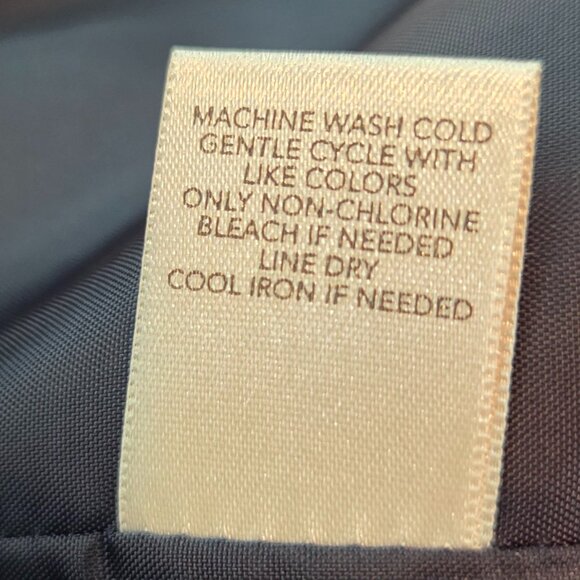 MACHINE WASH COLD
GENTLE CYCLE WITH
LIKE COLORS
ONLY NON-CHLORINE
BLEACH IF NEEDED
LINE DRY
COOL IRON IF NEEDED